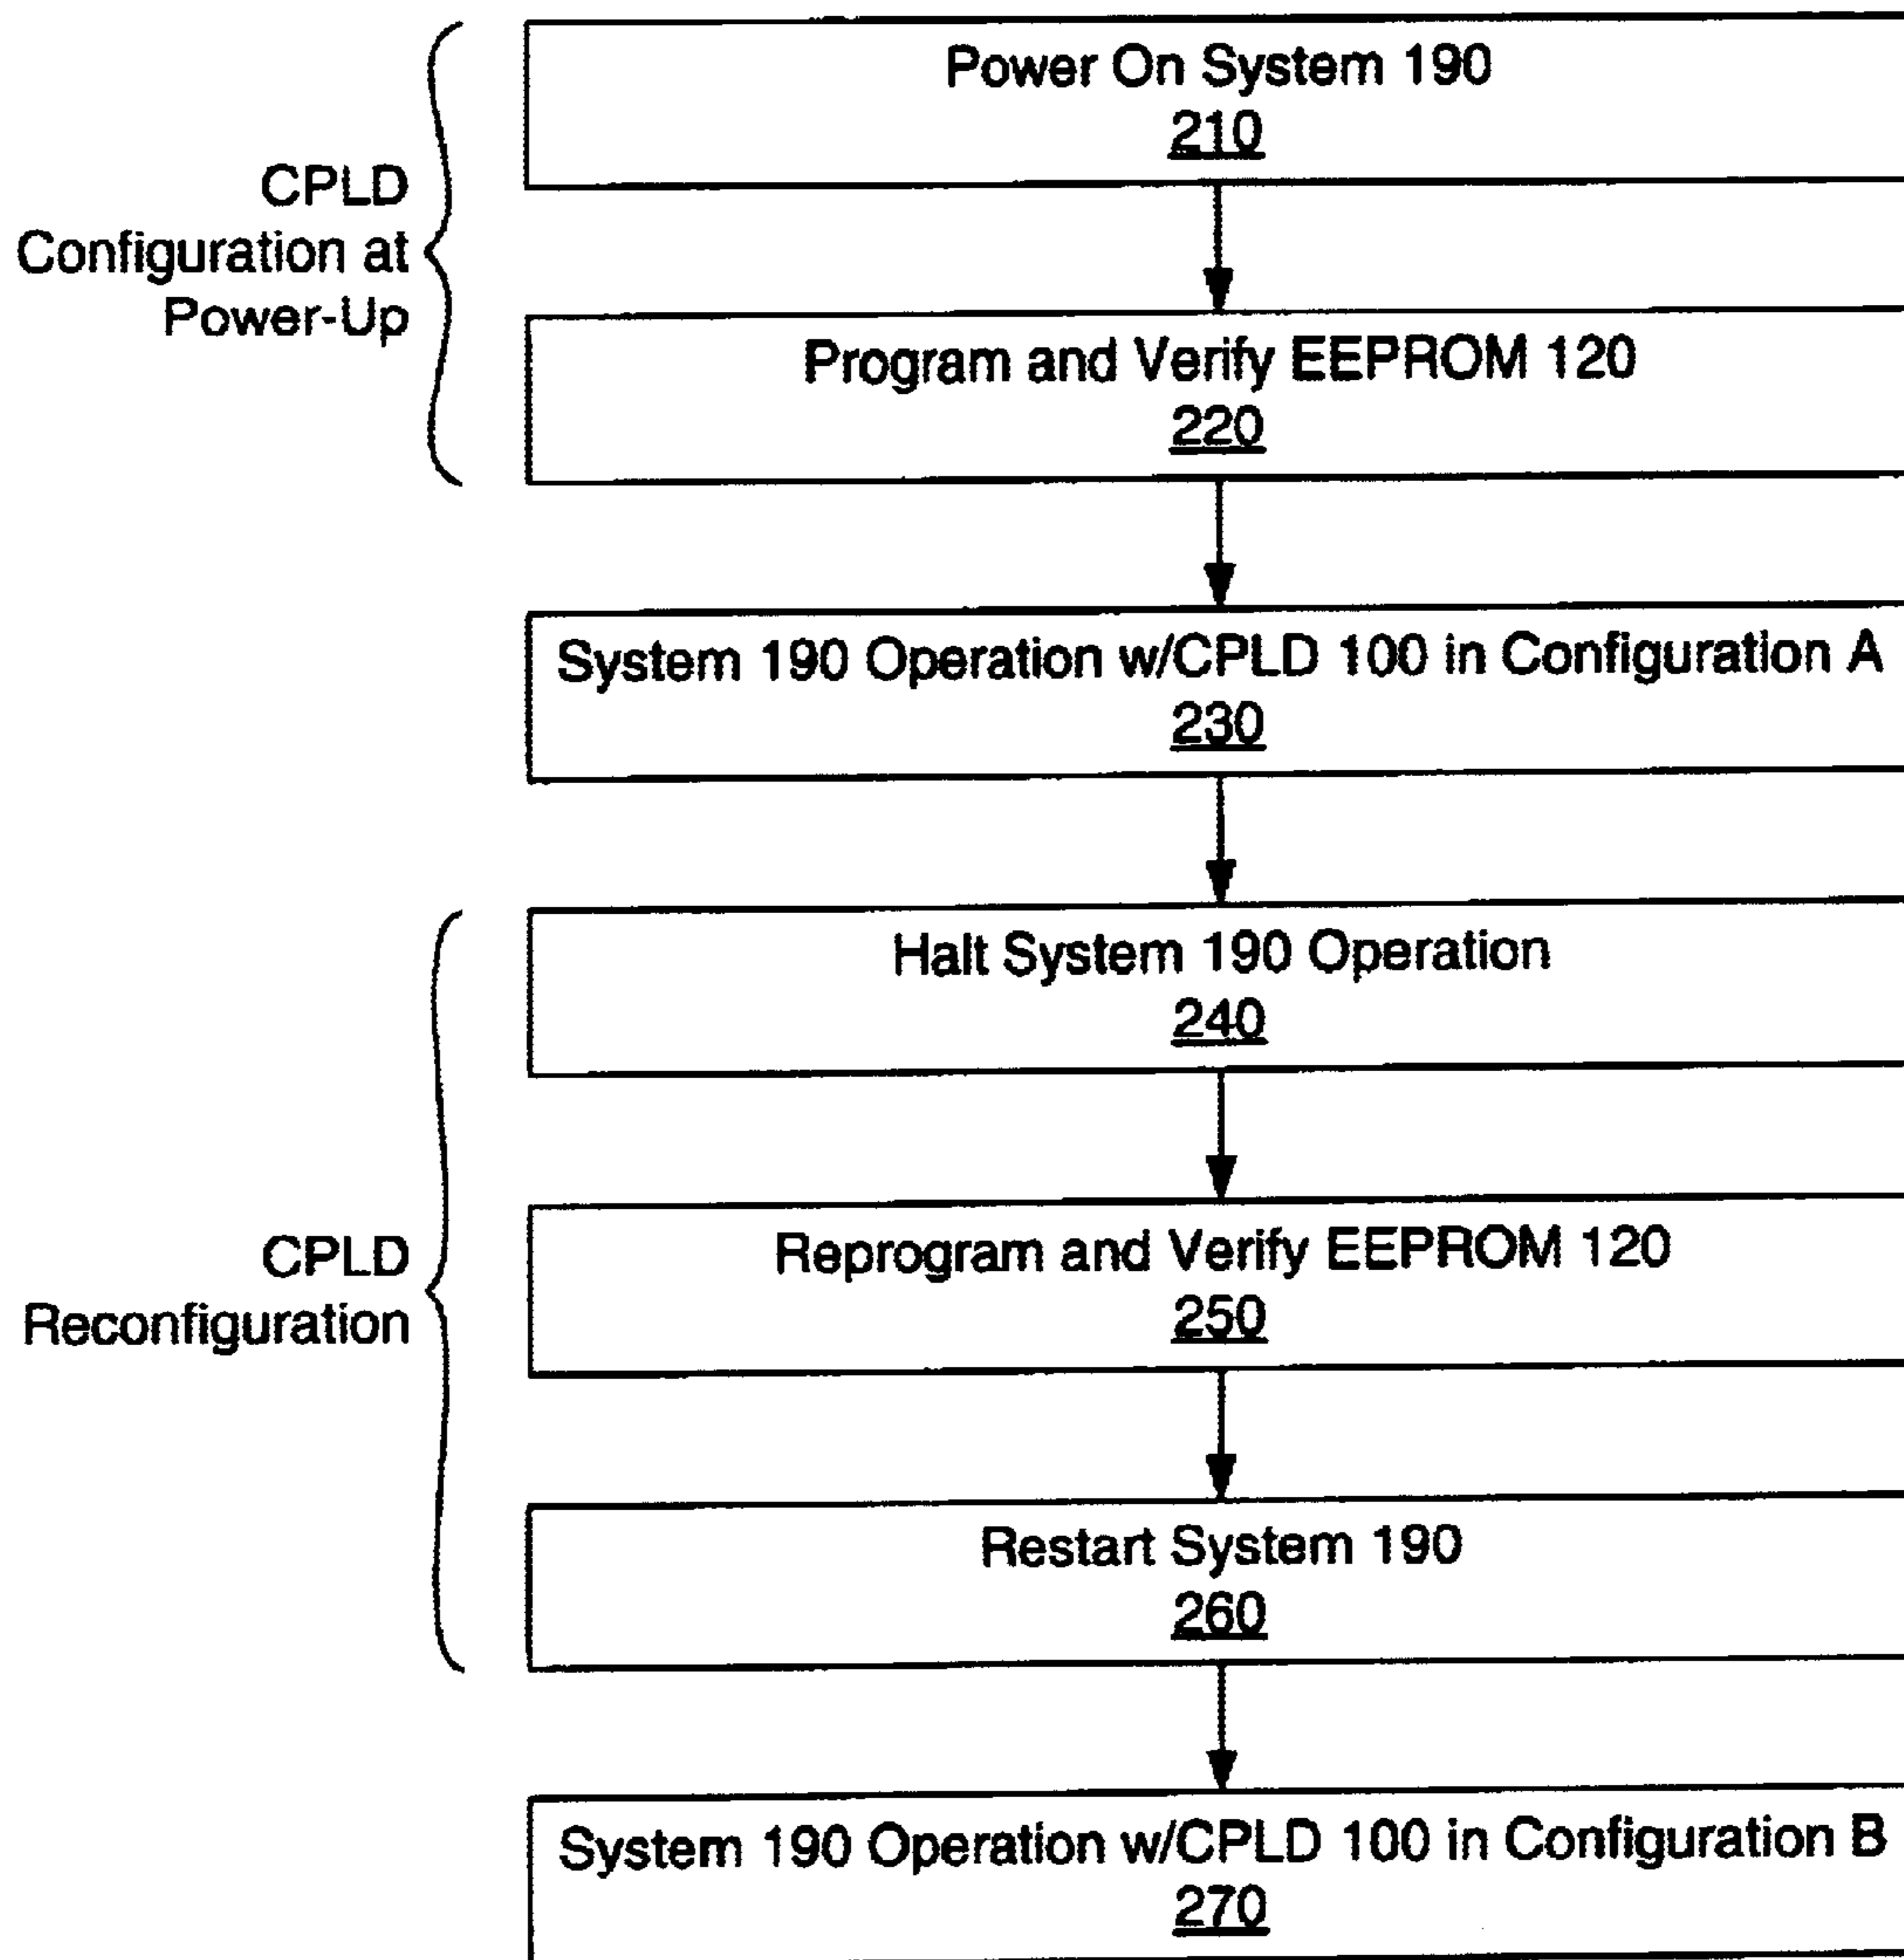 CPLD
Configuration at
Power-Up
Power On System 190
210
Program and Verify EEPROM 120
220
System 190 Operation w/CPLD 100 in Configuration A
230
CPLD
Reconfiguration
Halt System 190 Operation
240
Reprogram and Verify EEPROM 120
250
Restart System 190
260
System 190 Operation w/CPLD 100 in Configuration B
270